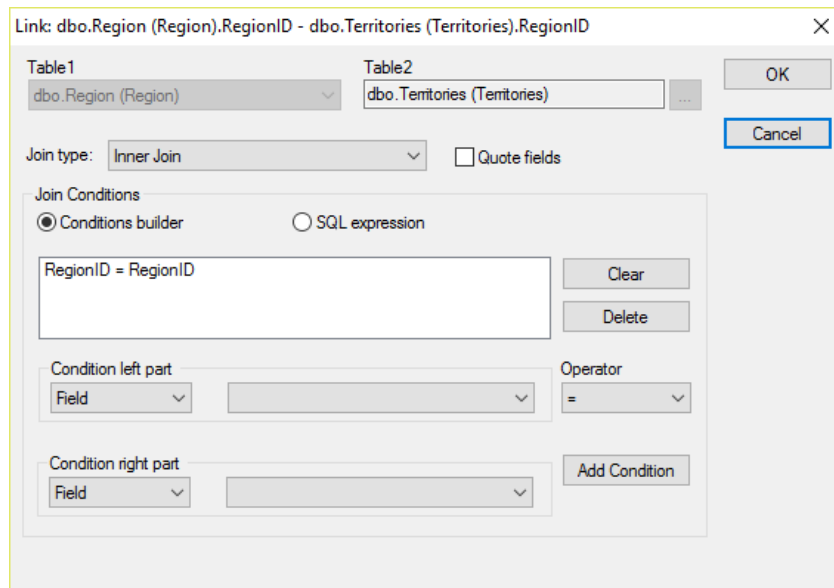 Link: dbo.Region (Region).RegionID - dbo.Territories (Territories).RegionID
Table1
Table2
dbo.Region (Region)
dbo.Territories (Territories)
...
OK
Cancel
Join type:
Inner Join
Quote fields
Join Conditions
Conditions builder
SQL expression
RegionID = RegionID
Clear
Delete
Condition left part
Operator
Field
=
Condition right part
Field
Add Condition